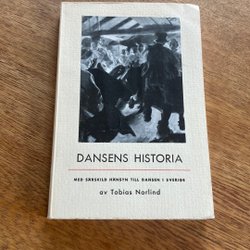 DANSENS HISTORIA
MED SÄRSKILD HÄNSYN TILL DANSEN I SVERIGE
av Tobias Norlind